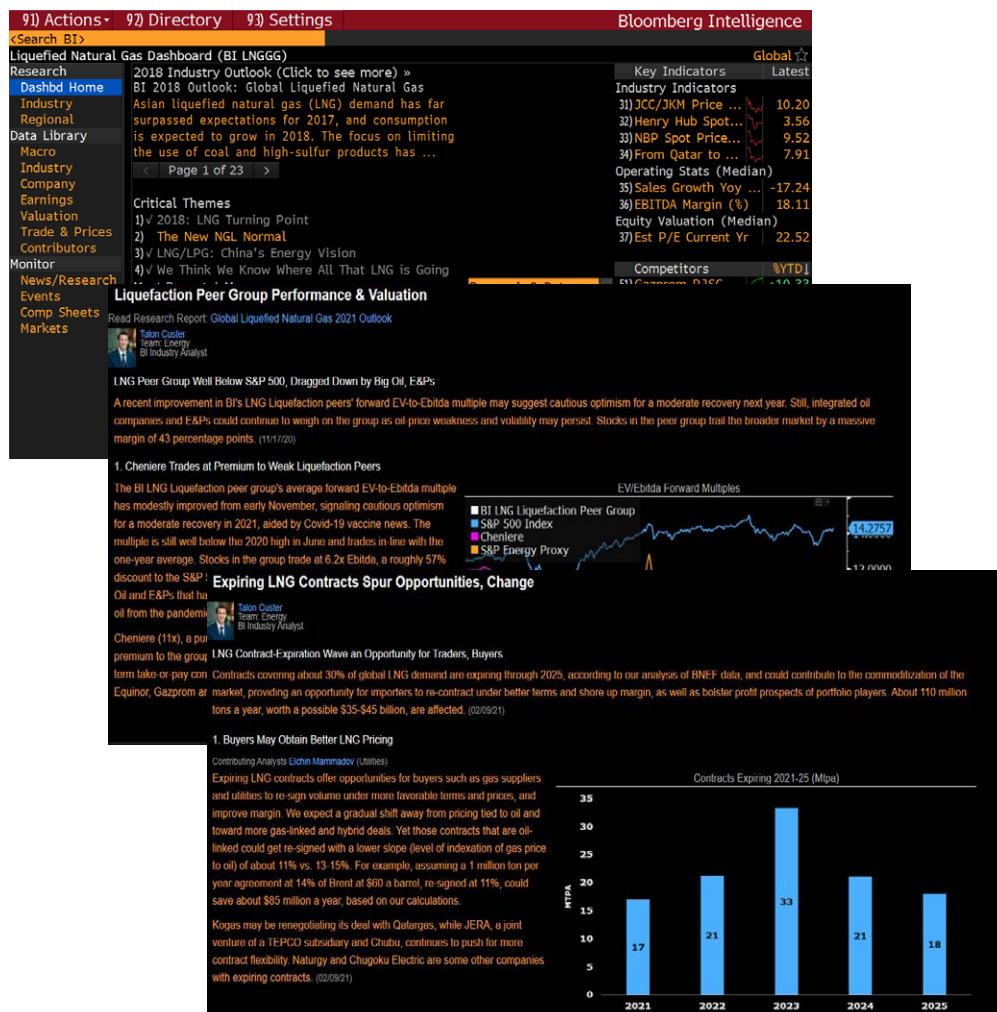 91) Actions 92) Directory 93) Settings Bloomberg Intelligence
<Search BI>
Liquefied Natural Gas Dashboard (BI LNGGG) Global
Research
Dashbd Home
Industry
Regional
Data Library
Macro
Industry
Company
Earnings
Valuation
Trade & Prices
Contributors
Monitor
News/Research
Events
Comp Sheets
Markets
2018 Industry Outlook (Click to see more) »
BI 2018 Outlook: Global Liquefied Natural Gas
Asian liquefied natural gas (LNG) demand has far
surpassed expectations for 2017, and consumption
is expected to grow in 2018. The focus on limiting
the use of coal and high-sulfur products has ...
< Page 1 of 23 >
Critical Themes
1)√ 2018: LNG Turning Point
2) The New NGL Normal
3)√ LNG/LPG: China's Energy Vision
4)√ We Think We Know Where All That LNG is Going
Key Indicators Latest
Industry Indicators
31) JCC/JKM Price ... 10.20
32) Henry Hub Spot... 3.56
33) NBP Spot Price... 9.52
34) From Qatar to ... 7.91
Operating Stats (Median)
35) Sales Growth Yoy ... -17.24
36) EBITDA Margin (%) 18.11
Equity Valuation (Median)
37) Est P/E Current Yr 22.52
Competitors %YTD↓
Liquefaction Peer Group Performance & Valuation
Read Research Report: Global Liquefied Natural Gas 2021 Outlook
Talon Custer
Team: Energy
BI Industry Analyst
LNG Peer Group Well Below S&P 500, Dragged Down by Big Oil, E&Ps
A recent improvement in BI's LNG Liquefaction peers' forward EV-to-Ebitda multiple may suggest cautious optimism for a moderate recovery next year. Still, integrated oil
companies and E&Ps could continue to weigh on the group as oil-price weakness and volatility may persist. Stocks in the peer group trail the broader market by a massive
margin of 43 percentage points. (11/17/20)
1. Cheniere Trades at Premium to Weak Liquefaction Peers
The BI LNG Liquefaction peer group's average forward EV-to-Ebitda multiple
has modestly improved from early November, signaling cautious optimism
for a moderate recovery in 2021, aided by Covid-19 vaccine news. The
multiple is still well below the 2020 high in June and trades in-line with the
one-year average. Stocks in the group trade at 6.2x Ebitda, a roughly 57%
discount to the S&P
Oil and E&Ps that ha
oil from the pandemi
Cheniere (11x), a pu
premium to the group
term take-or-pay con
Equinor, Gazprom ar
EV/Ebitda Forward Multiples
BI LNG Liquefaction Peer Group
S&P 500 Index
Cheniere
S&P Energy Proxy
14.2757
12.0000
Expiring LNG Contracts Spur Opportunities, Change
Talon Custer
Team: Energy
BI Industry Analyst
LNG Contract-Expiration Wave an Opportunity for Traders, Buyers
Contracts covering about 30% of global LNG demand are expiring through 2025, according to our analysis of BNEF data, and could contribute to the commoditization of the
market, providing an opportunity for importers to re-contract under better terms and shore up margin, as well as bolster profit prospects of portfolio players. About 110 million
tons a year, worth a possible $35-$45 billion, are affected. (02/09/21)
1. Buyers May Obtain Better LNG Pricing
Contributing Analysts Elchin Mammadov (Utilities)
Expiring LNG contracts offer opportunities for buyers such as gas suppliers
and utilities to re-sign volume under more favorable terms and prices, and
improve margin. We expect a gradual shift away from pricing tied to oil and
toward more gas-linked and hybrid deals. Yet those contracts that are oil-
linked could get re-signed with a lower slope (level of indexation of gas price
to oil) of about 11% vs. 13-15%. For example, assuming a 1 million ton per
year agreement at 14% of Brent at $60 a barrel, re-signed at 11%, could
save about $85 million a year, based on our calculations.
Kogas may be renegotiating its deal with Qatargas, while JERA, a joint
venture of a TEPCO subsidiary and Chubu, continues to push for more
contract flexibility. Naturgy and Chugoku Electric are some other companies
with expiring contracts. (02/09/21)
Contracts Expiring 2021-25 (Mtpa)
MTPA
35
30
25
20
15
10
5
0
17
21
33
21
18
2021 2022 2023 2024 2025